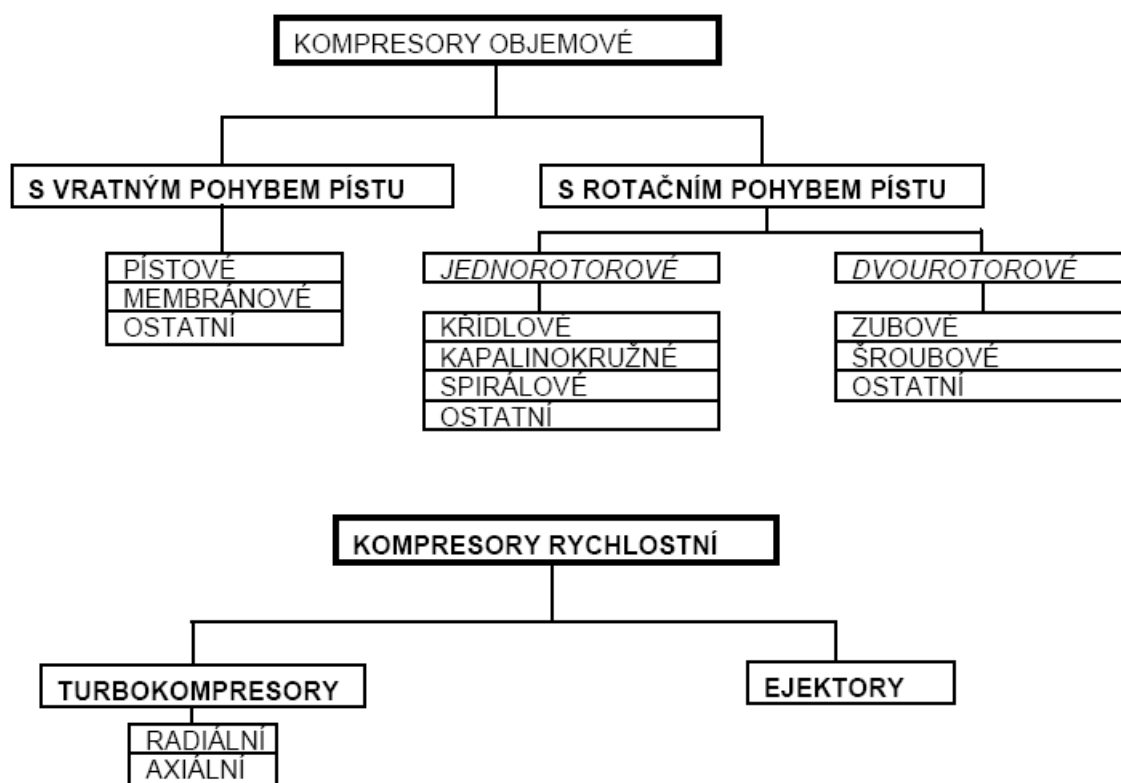 KOMPRESORY OBJEMOVÉ
S VRATNÝM POHYBEM PÍSTU
S ROTAČNÍM POHYBEM PÍSTU
PÍSTOVÉ
MEMBRÁNOVÉ
OSTATNÍ
JEDNOROTOROVÉ
KŘÍDLOVÉ
KAPALINOKRUŽNÉ
SPIRÁLOVÉ
OSTATNÍ
DVOUROTOROVÉ
ZUBOVÉ
ŠROUBOVÉ
OSTATNÍ
KOMPRESORY RYCHLOSTNÍ
TURBOKOMPRESORY
RADIÁLNÍ
AXIÁLNÍ
EJEKTORY